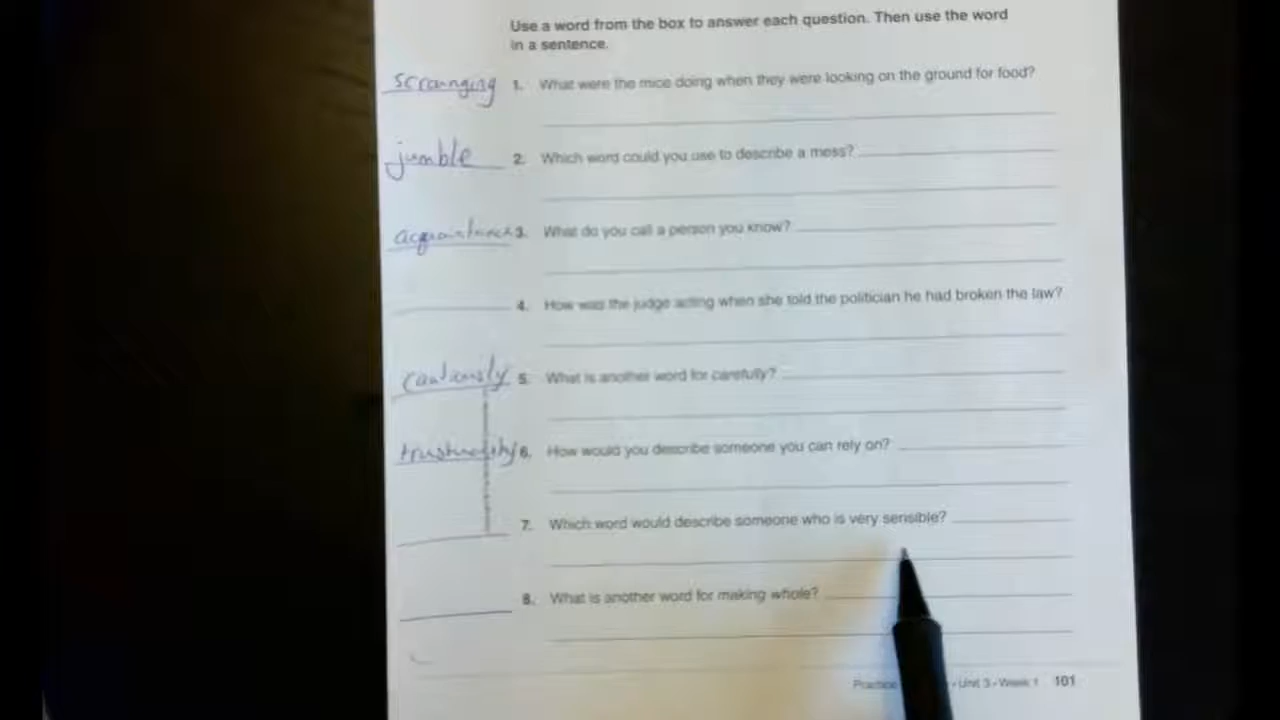 Use a word from the box to answer each question. Then use the word
in a sentence.
scrounging 1. What were the mice doing when they were looking on the ground for food?
jumble 2. Which word could you use to describe a mess?
3. What do you call a person you know?
4. How was the judge acting when she told the politician he had broken the law?
cautiously 5. What is another word for carefully?
6. How would you describe someone you can rely on?
7. Which word would describe someone who is very sensible?
8. What is another word for making whole?
Practice • Unit 3 • Week 1 101